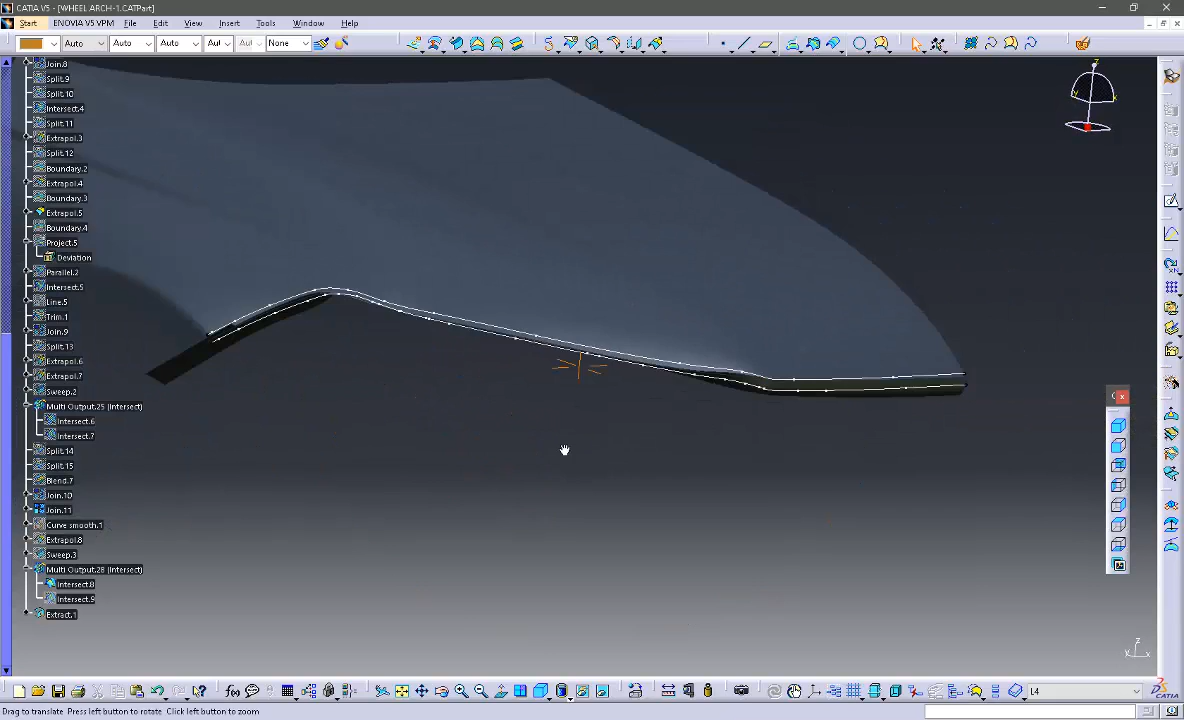 CATIA V5 - [WHEEL ARCH-1.CATPart]
Start ENOVIA V5 VPM File Edit View Insert Tools Window Help
Auto Auto Auto Aut Aut None
Join.8
Split.9
Split.10
Intersect.4
Split.11
Extrapol.3
Split.12
Boundary.2
Extrapol.4
Boundary.3
Extrapol.5
Boundary.4
Project.5
Deviation
Parallel.2
Intersect.5
Line.5
Trim.1
Join.9
Split.13
Extrapol.6
Extrapol.7
Sweep.2
Multi Output.25 (Intersect)
Intersect.6
Intersect.7
Split.14
Split.15
Blend.7
Join.10
Join.11
Curve smooth.1
Extrapol.8
Sweep.3
Multi Output.28 (Intersect)
Intersect.8
Intersect.9
Extract.1
z
y
x
z
y x
L4
CATIA
Drag to translate Press left button to rotate Click left button to zoom